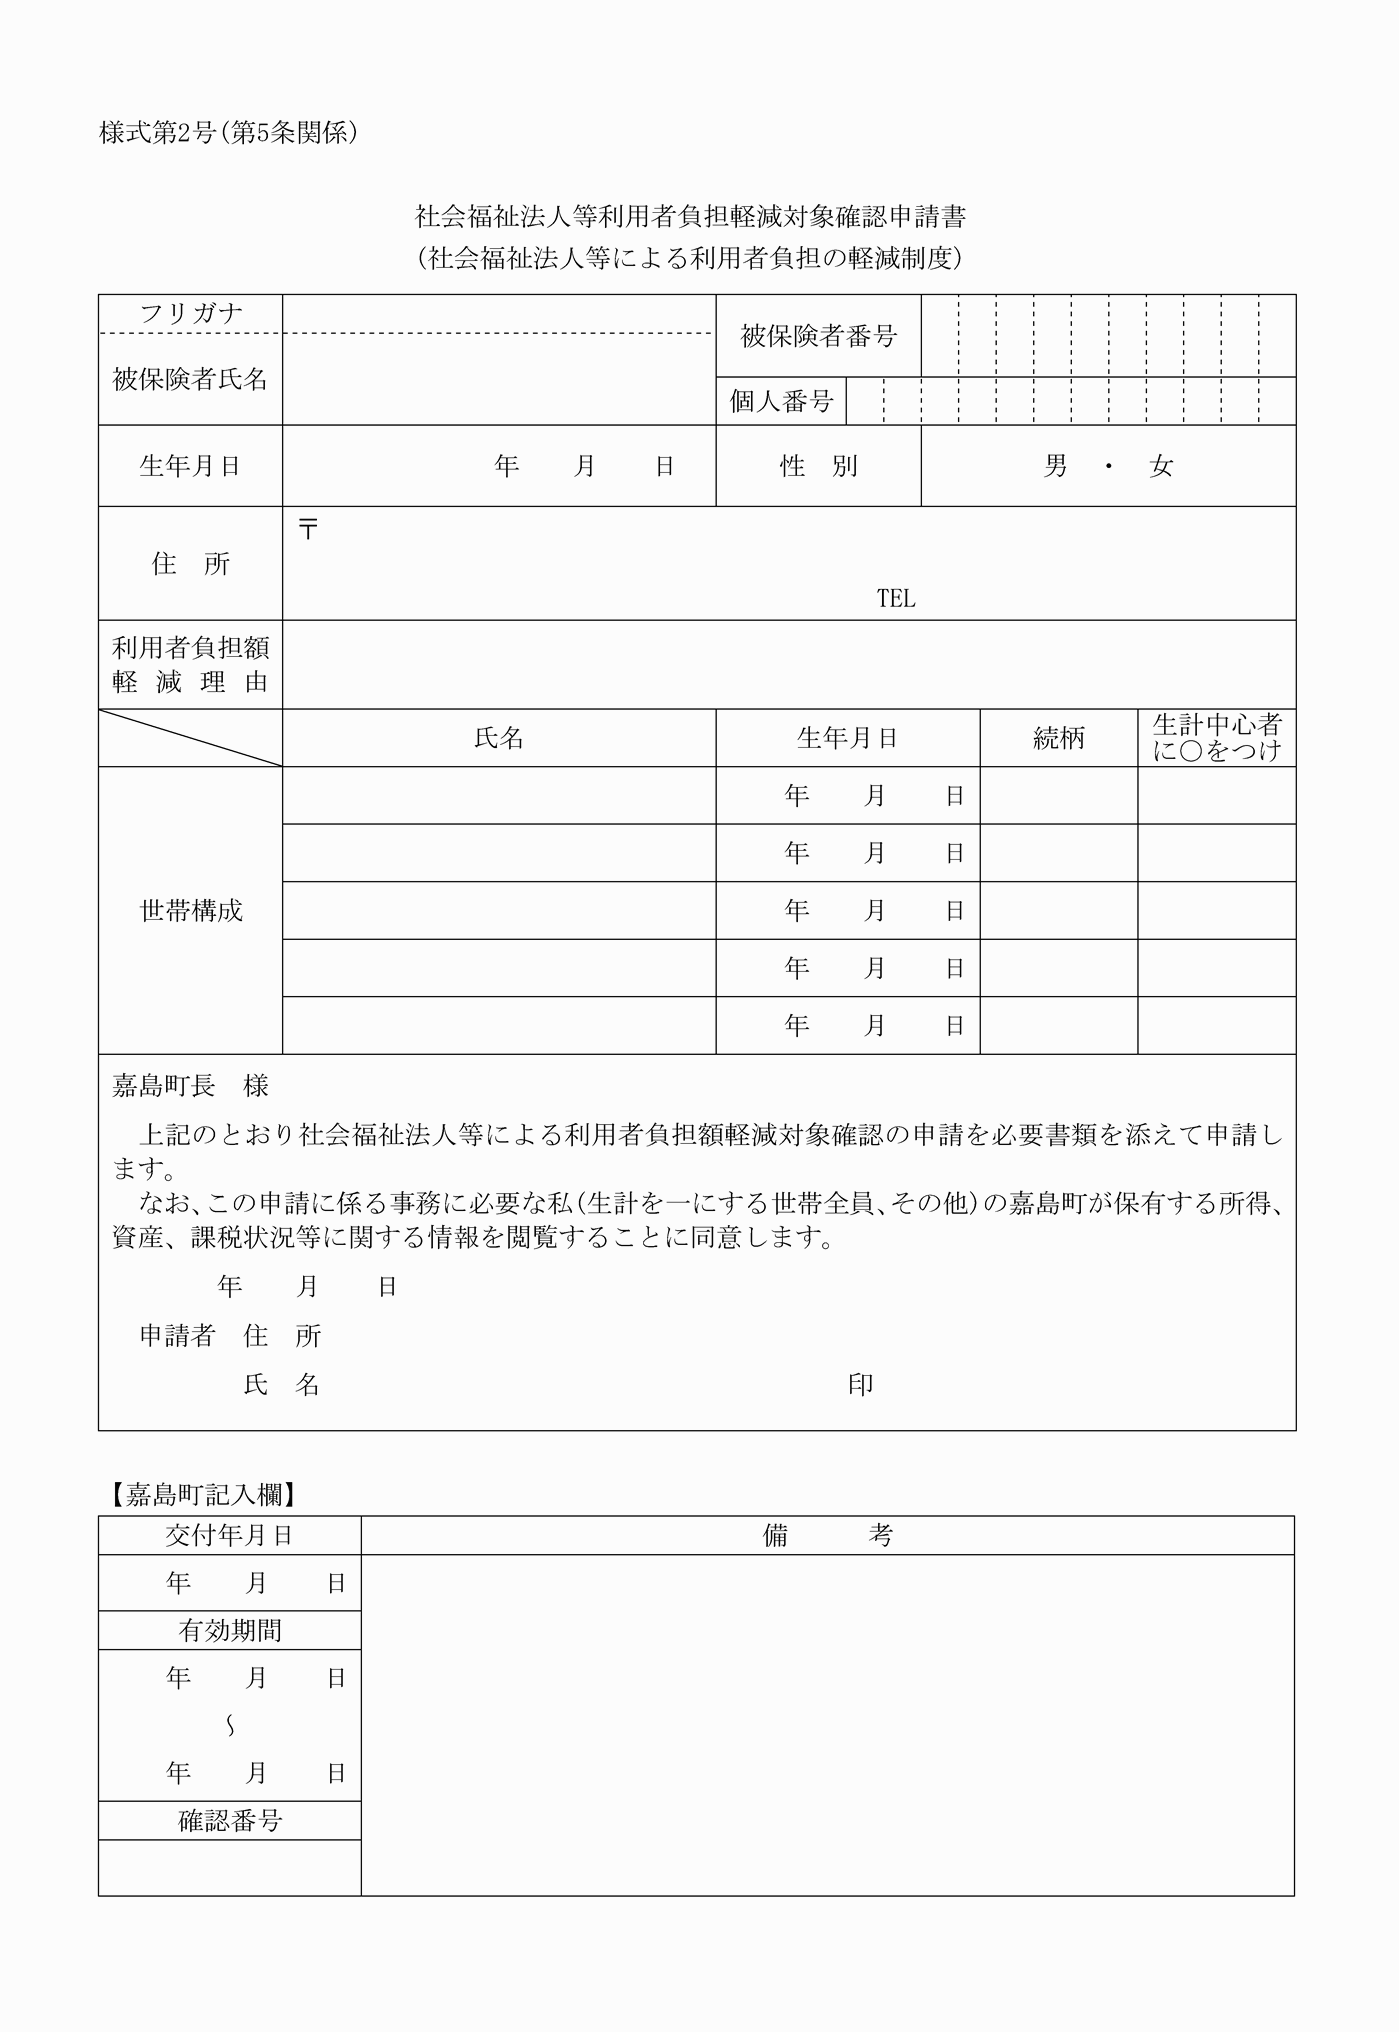 様式第2号(第5条関係)
社会福祉法人等利用者負担軽減対象確認申請書
(社会福祉法人等による利用者負担の軽減制度)
フリガナ
被保険者番号
被保険者氏名
個人番号
生年月日 年 月 日 性 別 男 ・ 女
〒
住 所
TEL
利用者負担額
軽減理由
氏名 生年月日 続柄 生計中心者
に〇をつけ
年 月 日
年 月 日
世帯構成 年 月 日
年 月 日
年 月 日
嘉島町長 様
上記のとおり社会福祉法人等による利用者負担額軽減対象確認の申請を必要書類を添えて申請し
ます。
なお、この申請に係る事務に必要な私(生計を一にする世帯全員、その他)の嘉島町が保有する所得、
資産、課税状況等に関する情報を閲覧することに同意します。
年 月 日
申請者 住 所
氏 名 印
【嘉島町記入欄】
交付年月日 備 考
年 月 日
有効期間
年 月 日
～
年 月 日
確認番号